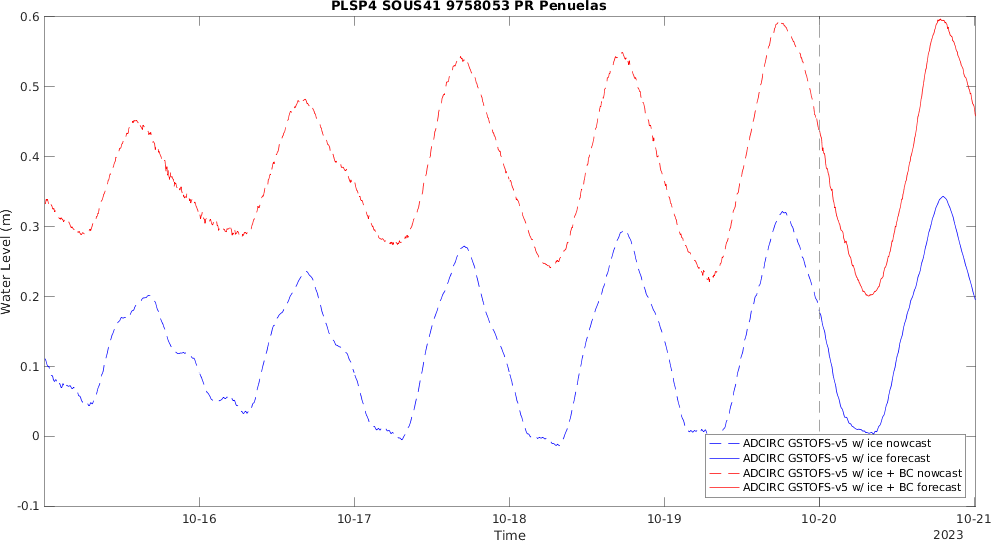 PLSP4 SOUS41 9758053 PR Penuelas
0.6
0.5
0.4
0.3
0.2
0.1
0
-0.1
Water Level (m)
ADCIRC GSTOFS-v5 w/ ice nowcast
ADCIRC GSTOFS-v5 w/ ice forecast
ADCIRC GSTOFS-v5 w/ ice + BC nowcast
ADCIRC GSTOFS-v5 w/ ice + BC forecast
10-16 10-17 10-18 10-19 10-20 10-21
Time
2023